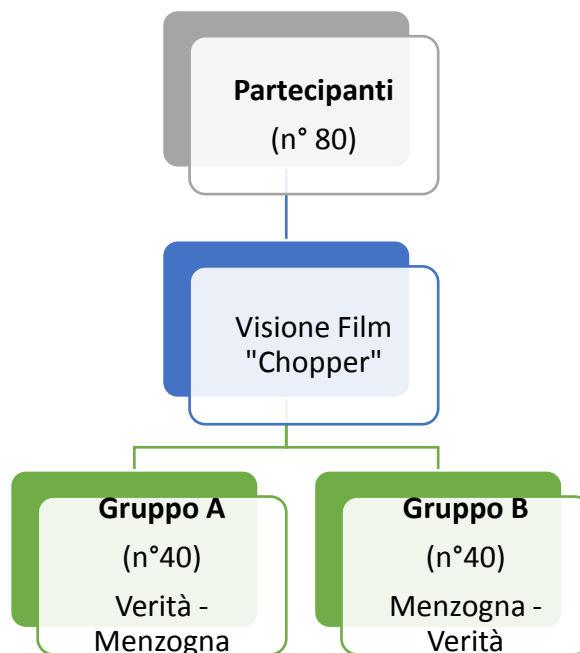 Partecipanti
(n° 80)
Visione Film
"Chopper"
Gruppo A
(n°40)
Verità -
Menzogna
Gruppo B
(n°40)
Menzogna -
Verità